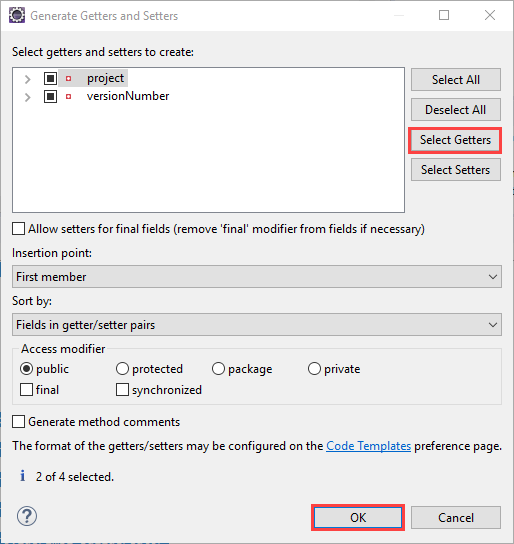 Generate Getters and Setters
Select getters and setters to create:
project
versionNumber
Select All
Deselect All
Select Getters
Select Setters
Allow setters for final fields (remove 'final' modifier from fields if necessary)
Insertion point:
First member
Sort by:
Fields in getter/setter pairs
Access modifier
public protected package private
final synchronized
Generate method comments
The format of the getters/setters may be configured on the Code Templates preference page.
i 2 of 4 selected.
? OK Cancel